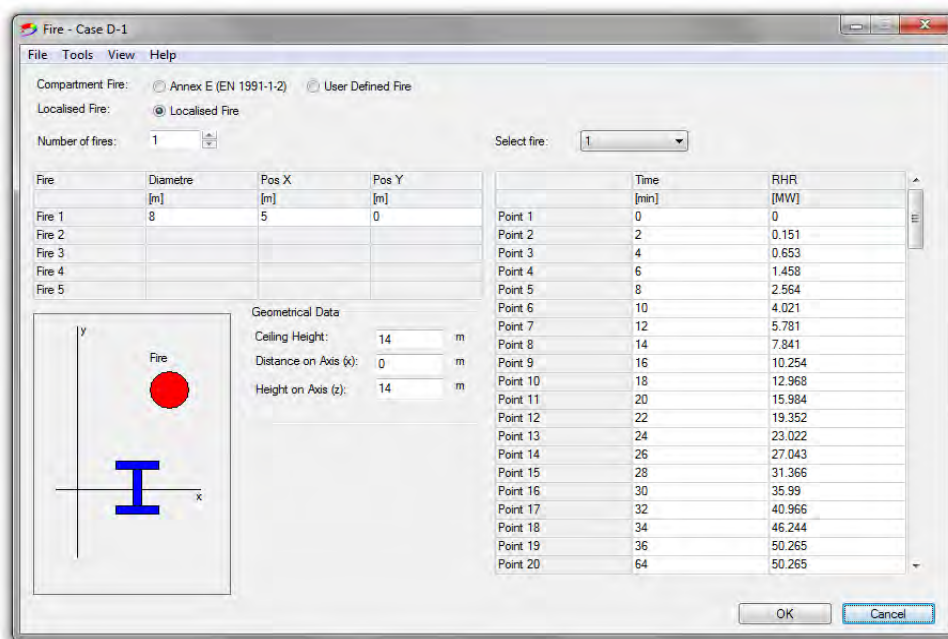 Fire - Case D-1
File Tools View Help
Compartment Fire: Annex E (EN 1991-1-2) User Defined Fire
Localised Fire: Localised Fire
Number of fires: 1 Select fire: 1
Fire Diametre Pos X Pos Y
[m] [m] [m]
Fire 1 8 5 0
Fire 2
Fire 3
Fire 4
Fire 5
Time RHR
[min] [MW]
Point 1 0 0
Point 2 2 0.151
Point 3 4 0.653
Point 4 6 1.458
Point 5 8 2.564
Point 6 10 4.021
Point 7 12 5.781
Point 8 14 7.841
Point 9 16 10.254
Point 10 18 12.968
Point 11 20 15.984
Point 12 22 19.352
Point 13 24 23.022
Point 14 26 27.043
Point 15 28 31.366
Point 16 30 35.99
Point 17 32 40.966
Point 18 34 46.244
Point 19 36 50.265
Point 20 64 50.265
y
Fire
x
Geometrical Data
Ceiling Height: 14 m
Distance on Axis (x): 0 m
Height on Axis (z): 14 m
OK Cancel